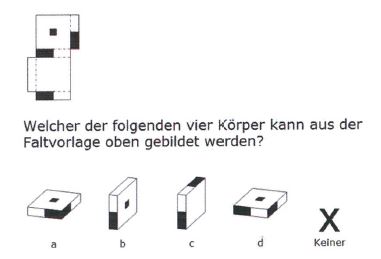 Welcher der folgenden vier Körper kann aus der
Faltvorlage oben gebildet werden?
X
a b c d Keiner